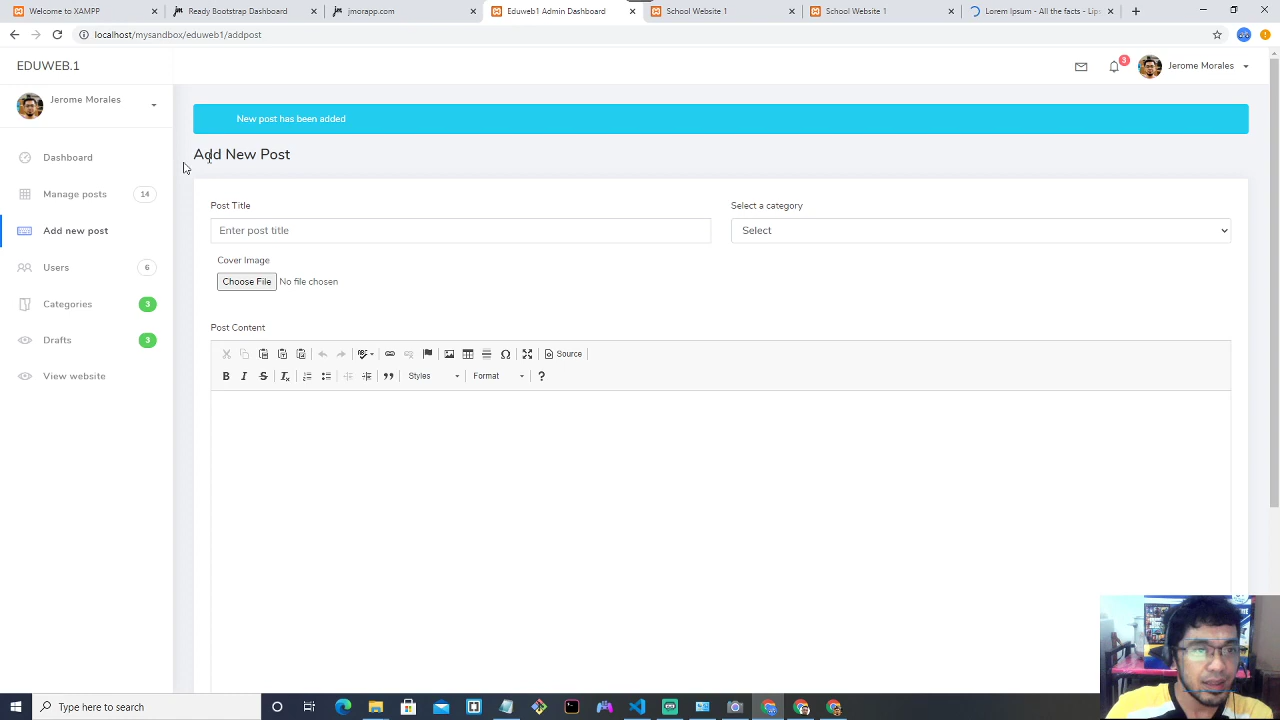 Welcome to XAMPP
Ready Bootstrap Dashboard
jmorapp.com
Eduweb1 Admin Dashboard
School Website 1
School Website 1
Lorem Ipsum - All the facts - Lip
localhost/mysandbox/eduweb1/addpost
EDUWEB.1
3
Jerome Morales
Jerome Morales
New post has been added
Add New Post
Dashboard
Manage posts 14
Add new post
Users 6
Categories 3
Drafts 3
View website
Post Title
Select a category
Enter post title
Select
Cover Image
Choose File No file chosen
Post Content
Source
Styles
Format
?
Type here to search